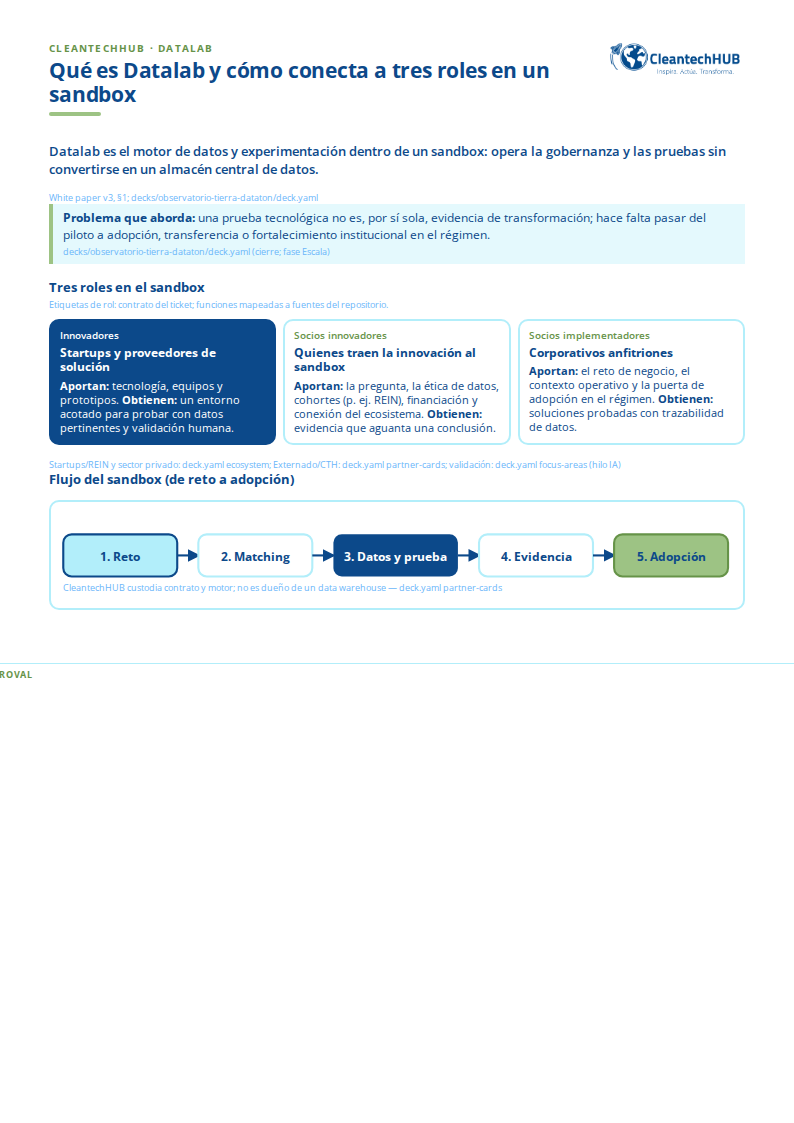 CLEANTECHHUB · DATALAB
Qué es Datalab y cómo conecta a tres roles en un
sandbox
CleantechHUB
Inspira. Actúa. Transforma.
Datalab es el motor de datos y experimentación dentro de un sandbox: opera la gobernanza y las pruebas sin
convertirse en un almacén central de datos.
White paper v3, §1; decks/observatorio-tierra-dataton/deck.yaml
Problema que aborda: una prueba tecnológica no es, por sí sola, evidencia de transformación; hace falta pasar del
piloto a adopción, transferencia o fortalecimiento institucional en el régimen.
decks/observatorio-tierra-dataton/deck.yaml (cierre; fase Escala)
Tres roles en el sandbox
Etiquetas de rol: contrato del ticket; funciones mapeadas a fuentes del repositorio.
Innovadores
Startups y proveedores de
solución
Aportan: tecnología, equipos y
prototipos. Obtienen: un entorno
acotado para probar con datos
pertinentes y validación humana.
Socios innovadores
Quienes traen la innovación al
sandbox
Aportan: la pregunta, la ética de datos,
cohortes (p. ej. REIN), financiación y
conexión del ecosistema. Obtienen:
evidencia que aguanta una conclusión.
Socios implementadores
Corporativos anfitriones
Aportan: el reto de negocio, el
contexto operativo y la puerta de
adopción en el régimen. Obtienen:
soluciones probadas con trazabilidad
de datos.
Startups/REIN y sector privado: deck.yaml ecosystem; Externado/CTH: deck.yaml partner-cards; validación: deck.yaml focus-areas (hilo IA)
Flujo del sandbox (de reto a adopción)
1. Reto
2. Matching
3. Datos y prueba
4. Evidencia
5. Adopción
CleantechHUB custodia contrato y motor; no es dueño de un data warehouse — deck.yaml partner-cards
ROVAL